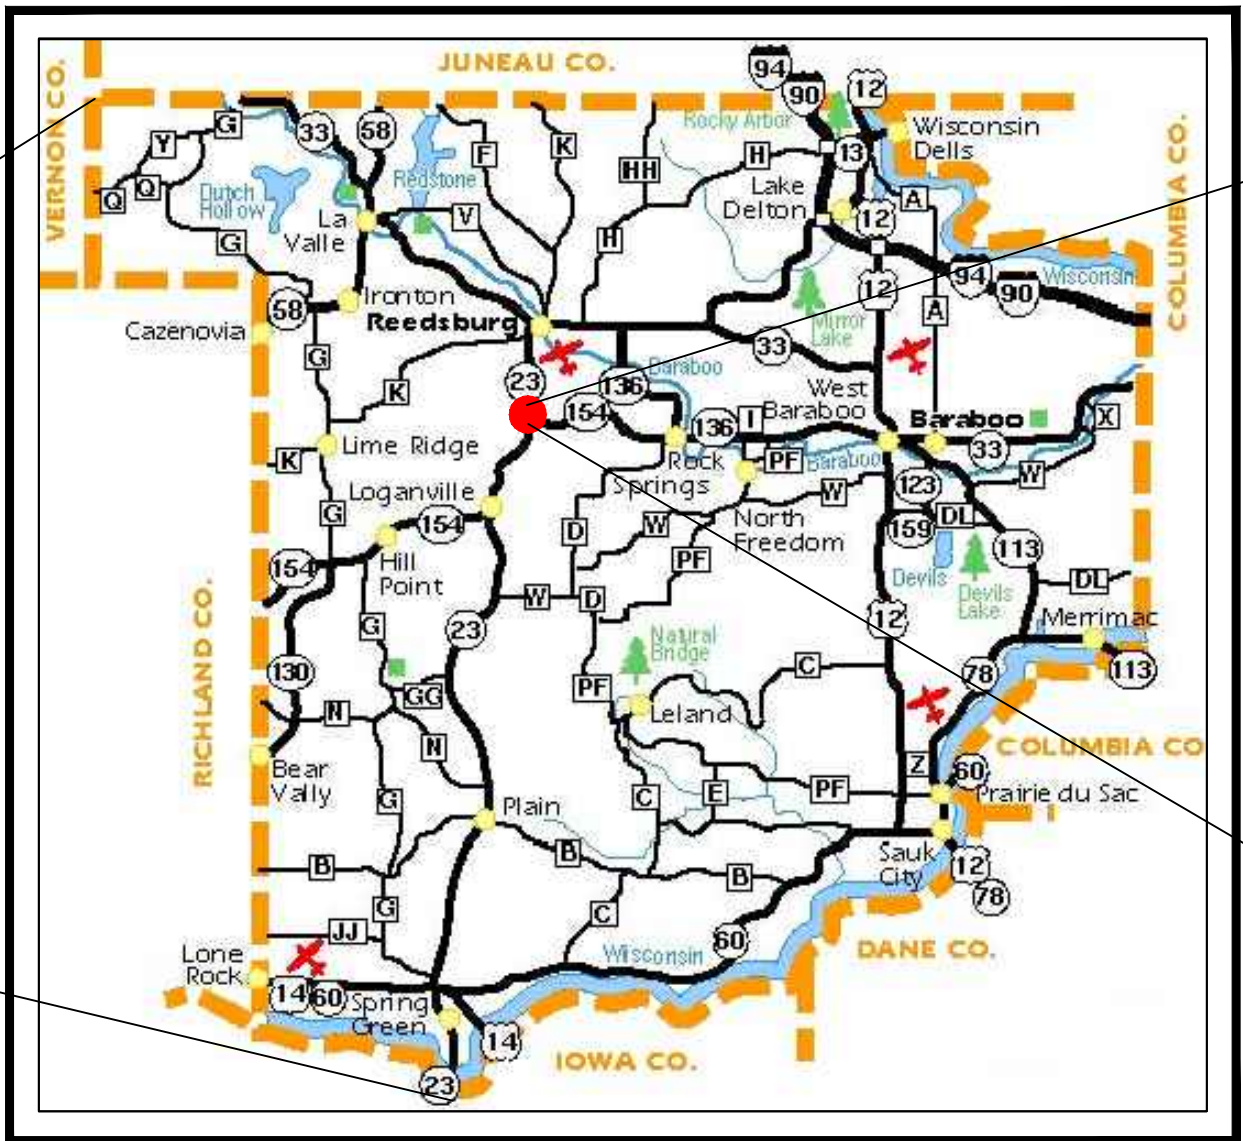 JUNEAU CO.
VERNON CO.
94
90
12
Rocky Arbor
Wisconsin
Dells
COLUMBIA CO.
G
33
58
Y
F
K
H
13
HH
Q
Q
Dutch
Hollow
Redstone
Lake
Delton
A
12
La
Valle
V
G
H
94
90
Wisconsin
12
A
58
Ironton
Reedsburg
Mirror
Lake
Cazenovia
G
33
K
23
136
Baraboo
West
Baraboo
154
136
I
Baraboo
X
33
Lime Ridge
K
Rock
Springs
PF
Baraboo
W
123
Loganville
G
154
W
D
W
North
Freedom
159
DL
113
PF
154
Hill
Point
Devils
Devils
Lake
DL
W
D
G
23
12
Merrimac
RICHLAND CO.
Natural
Bridge
C
78
113
130
GG
PF
N
Leland
N
COLUMBIA CO
Bear
Vally
Z
60
G
Plain
C
E
PF
Prairie du Sac
B
B
B
Sauk
City
12
78
G
C
JJ
60
DANE CO.
Lone
Rock
Wisconsin
14
60
Spring
Green
14
IOWA CO.
23